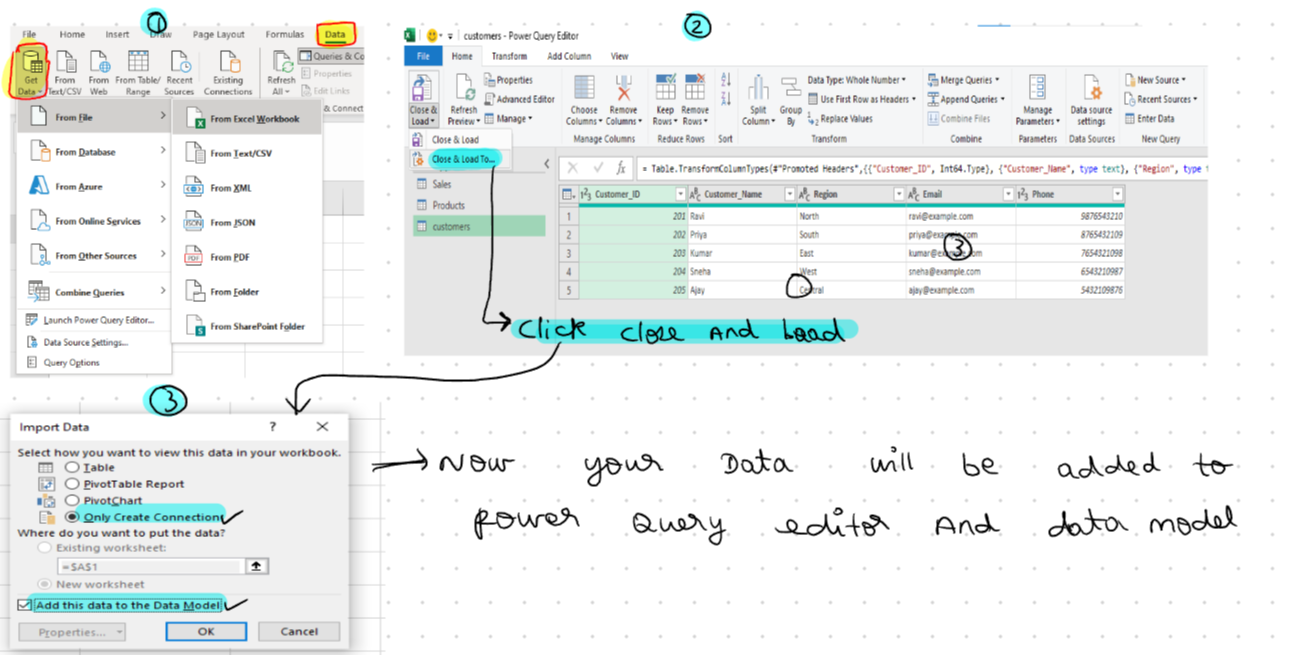 ①
File Home Insert Draw Page Layout Formulas Data
Get Data
From Text/CSV
From Web
From Table/ Range
Recent Sources
Existing Connections
Refresh All
Queries & Co
Properties
Edit Links
& Connect
From File
From Database
From Azure
From Online Services
From Other Sources
Combine Queries
Launch Power Query Editor...
Data Source Settings...
Query Options
From Excel Workbook
From Text/CSV
From XML
From JSON
From PDF
From Folder
From SharePoint Folder
②
customers - Power Query Editor
File Home Transform Add Column View
Close & Load
Refresh Preview
Properties
Advanced Editor
Manage
Choose Columns
Remove Columns
Keep Rows
Remove Rows
Split Column
Group By
Data Type: Whole Number
Use First Row as Headers
Replace Values
Merge Queries
Append Queries
Combine Files
Manage Parameters
Data source settings
New Source
Recent Sources
Enter Data
Manage Columns Reduce Rows Sort Transform Combine Parameters Data Sources New Query
Close & Load
Close & Load To...
Sales
Products
customers
= Table.TransformColumnTypes(#"Promoted Headers",{{"Customer_ID", Int64.Type}, {"Customer_Name", type text}, {"Region", type t
Customer_ID Customer_Name Region Email Phone
1 201 Ravi North ravi@example.com 9876543210
2 202 Priya South priya@example.com 8765432109
3 203 Kumar East kumar@example.com 7654321098
4 204 Sneha West sneha@example.com 6543210987
5 205 Ajay Central ajay@example.com 5432109876
③
Click close And Load
③
Import Data ? X
Select how you want to view this data in your workbook.
Table
PivotTable Report
PivotChart
Only Create Connection
Where do you want to put the data?
Existing worksheet:
=$A$1
New worksheet
Add this data to the Data Model
Properties... OK Cancel
→ Now your Data will be added to
power Query editor And data model